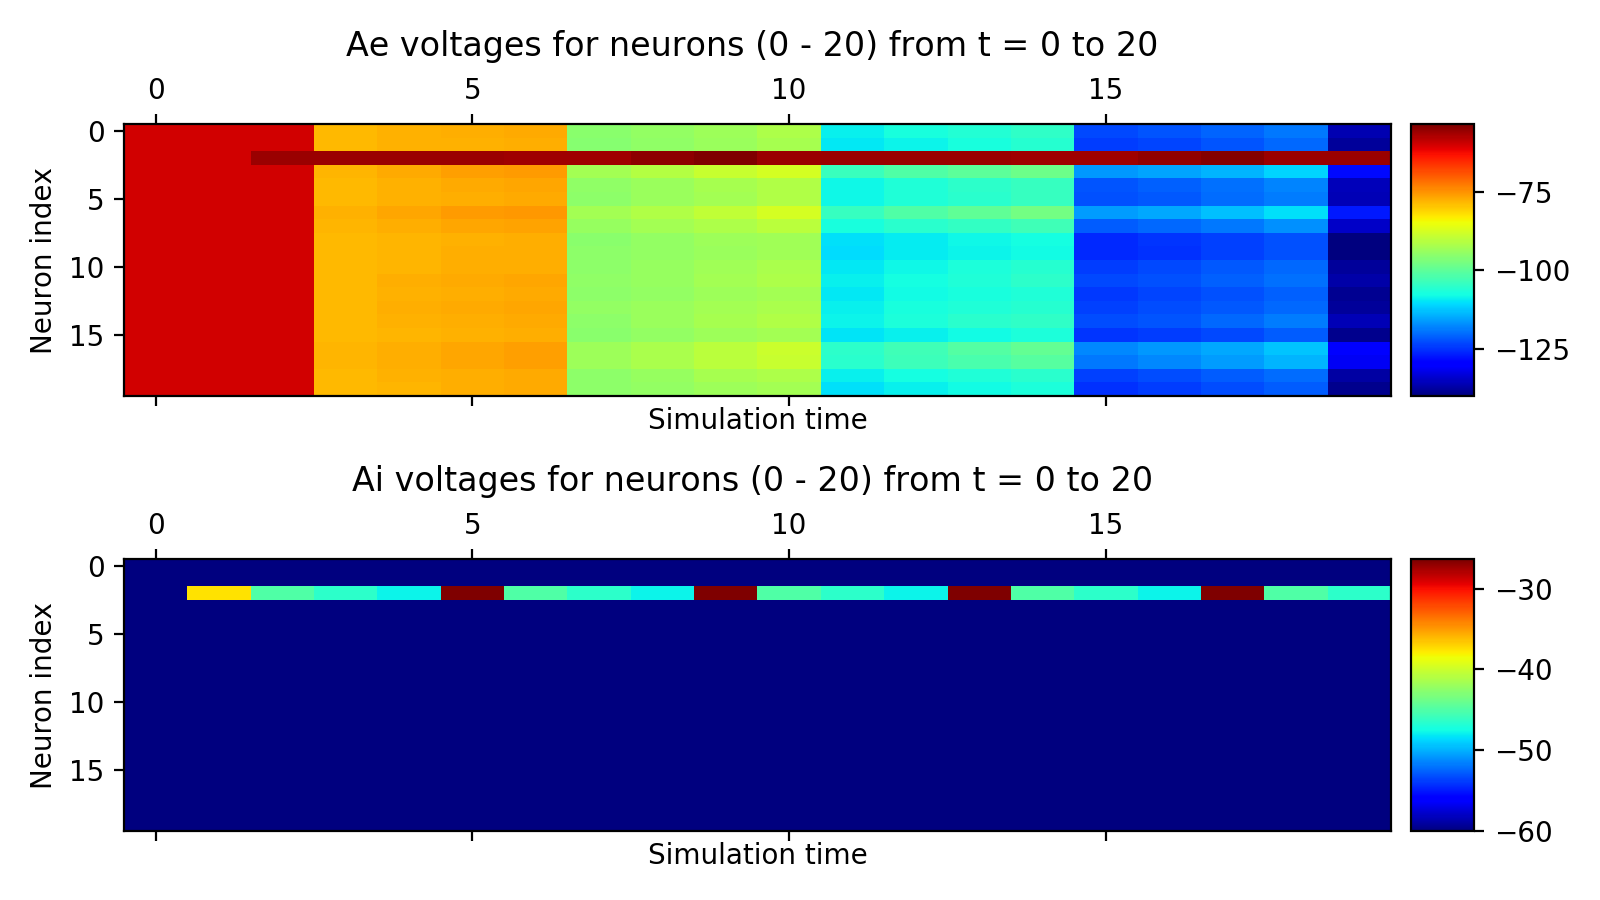 Ae voltages for neurons (0 - 20) from t = 0 to 20
0 5 10 15
0
5
10
15
Neuron index
Simulation time
−75
−100
−125
Ai voltages for neurons (0 - 20) from t = 0 to 20
0 5 10 15
0
5
10
15
Neuron index
Simulation time
−30
−40
−50
−60